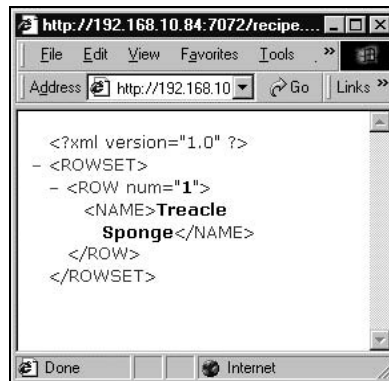 http://192.168.10.84:7072/recipe....
File Edit View Favorites Tools »
Address http://192.168.10 Go Links »
<?xml version="1.0" ?>
– <ROWSET>
– <ROW num="1">
<NAME>Treacle
Sponge</NAME>
</ROW>
</ROWSET>
Done Internet